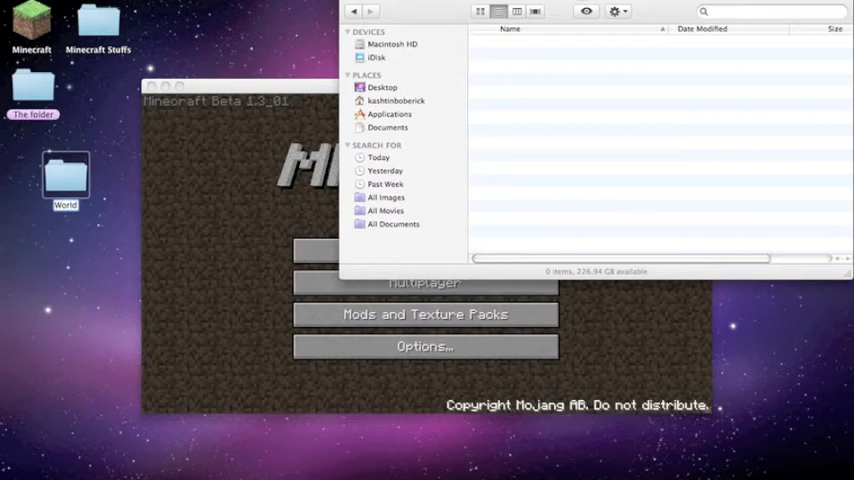 Minecraft
Minecraft Stuffs
The folder
World
Minecraft Beta 1.3_01
Multiplayer
Mods and Texture Packs
Options...
Copyright Mojang AB. Do not distribute.
DEVICES
Macintosh HD
iDisk
PLACES
Desktop
kashtinboberick
Applications
Documents
SEARCH FOR
Today
Yesterday
Past Week
All Images
All Movies
All Documents
Name
Date Modified
Size
0 items, 226.94 GB available